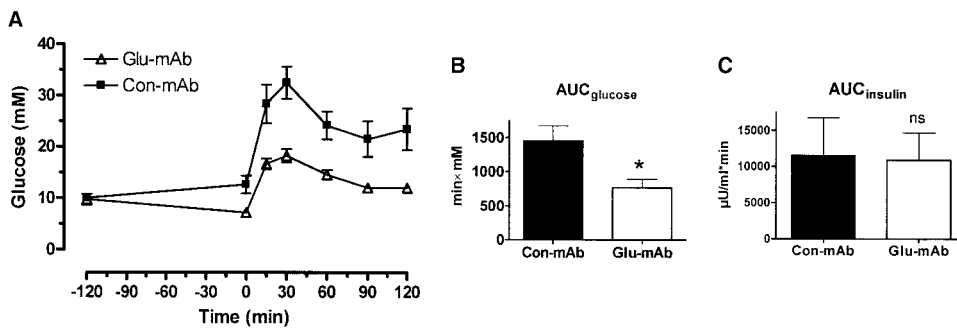 A
Glucose (mM)
40
30
20
10
0
Glu-mAb
Con-mAb
-120 -90 -60 -30 0 30 60 90 120
Time (min)
B
AUCglucose
min× mM
1500
1000
500
0
*
Con-mAb Glu-mAb
C
AUCinsulin
µU/ml*min
15000
10000
5000
0
ns
Con-mAb Glu-mAb